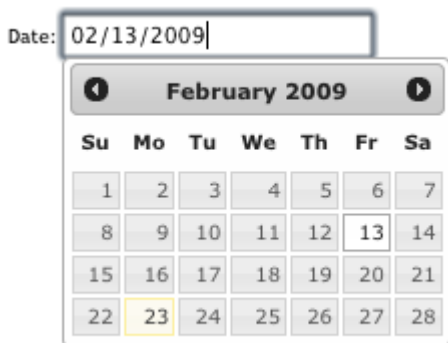 Date: 02/13/2009
February 2009
Su Mo Tu We Th Fr Sa
1 2 3 4 5 6 7
8 9 10 11 12 13 14
15 16 17 18 19 20 21
22 23 24 25 26 27 28